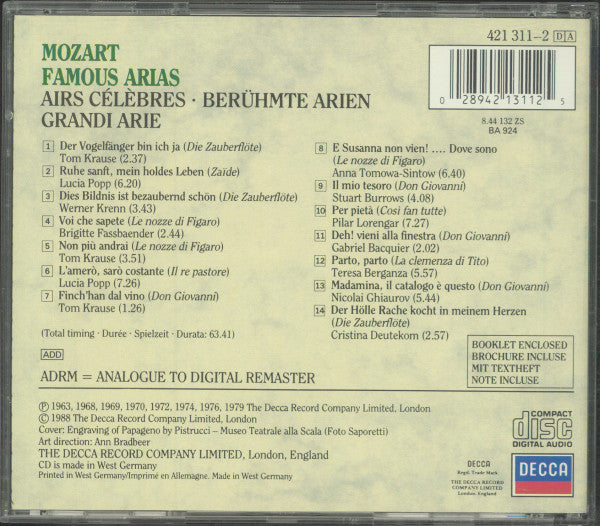 421 311–2 DA
MOZART
FAMOUS ARIAS
AIRS CÉLÈBRES · BERÜHMTE ARIEN
GRANDI ARIE
0 28942 13112 5
8.44 132 ZS
BA 924
1 Der Vogelfänger bin ich ja (Die Zauberflöte)
Tom Krause (2.37)
2 Ruhe sanft, mein holdes Leben (Zaïde)
Lucia Popp (6.20)
3 Dies Bildnis ist bezaubernd schön (Die Zauberflöte)
Werner Krenn (3.43)
4 Voi che sapete (Le nozze di Figaro)
Brigitte Fassbaender (2.44)
5 Non più andrai (Le nozze di Figaro)
Tom Krause (3.51)
6 L'amerò, sarò costante (Il re pastore)
Lucia Popp (7.26)
7 Finch'han dal vino (Don Giovanni)
Tom Krause (1.26)
8 E Susanna non vien! .... Dove sono
(Le nozze di Figaro)
Anna Tomowa-Sintow (6.40)
9 Il mio tesoro (Don Giovanni)
Stuart Burrows (4.08)
10 Per pietà (Così fan tutte)
Pilar Lorengar (7.27)
11 Deh! vieni alla finestra (Don Giovanni)
Gabriel Bacquier (2.02)
12 Parto, parto (La clemenza di Tito)
Teresa Berganza (5.57)
13 Madamina, il catalogo è questo (Don Giovanni)
Nicolai Ghiaurov (5.54)
14 Der Hölle Rache kocht in meinem Herzen
(Die Zauberflöte)
Cristina Deutekom (2.57)
(Total timing · Durée · Spielzeit · Durata: 63.41)
ADD
ADRM = ANALOGUE TO DIGITAL REMASTER
BOOKLET ENCLOSED
BROCHURE INCLUSE
MIT TEXTHEFT
NOTE INCLUSE
Ⓟ 1963, 1968, 1969, 1970, 1972, 1974, 1976, 1979 The Decca Record Company Limited, London
© 1988 The Decca Record Company Limited, London
Cover: Engraving of Papageno by Pistrucci – Museo Teatrale alla Scala (Foto Saporetti)
Art direction: Ann Bradbeer
THE DECCA RECORD COMPANY LIMITED, London, England
CD is made in West Germany
Printed in West Germany/Imprimé en Allemagne. Made in West Germany
COMPACT
disc
DIGITAL AUDIO
DECCA
Regd. Trade Mark.
THE DECCA RECORD
COMPANY LIMITED,
London, England
DECCA